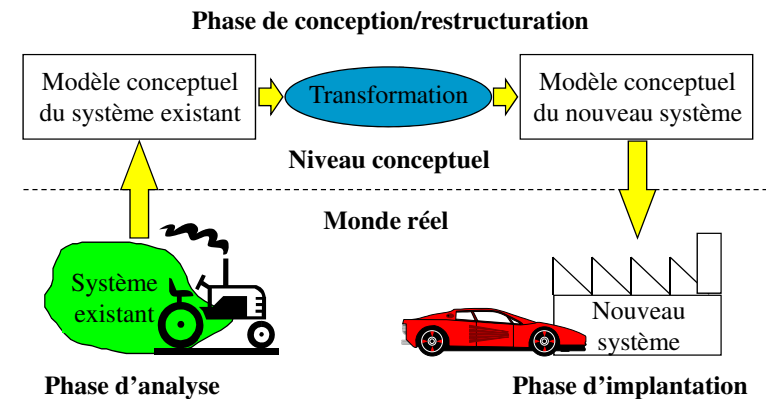 Phase de conception/restructuration
Modèle conceptuel
du système existant
Transformation
Modèle conceptuel
du nouveau système
Niveau conceptuel
Monde réel
Système
existant
Nouveau
système
Phase d'analyse
Phase d'implantation